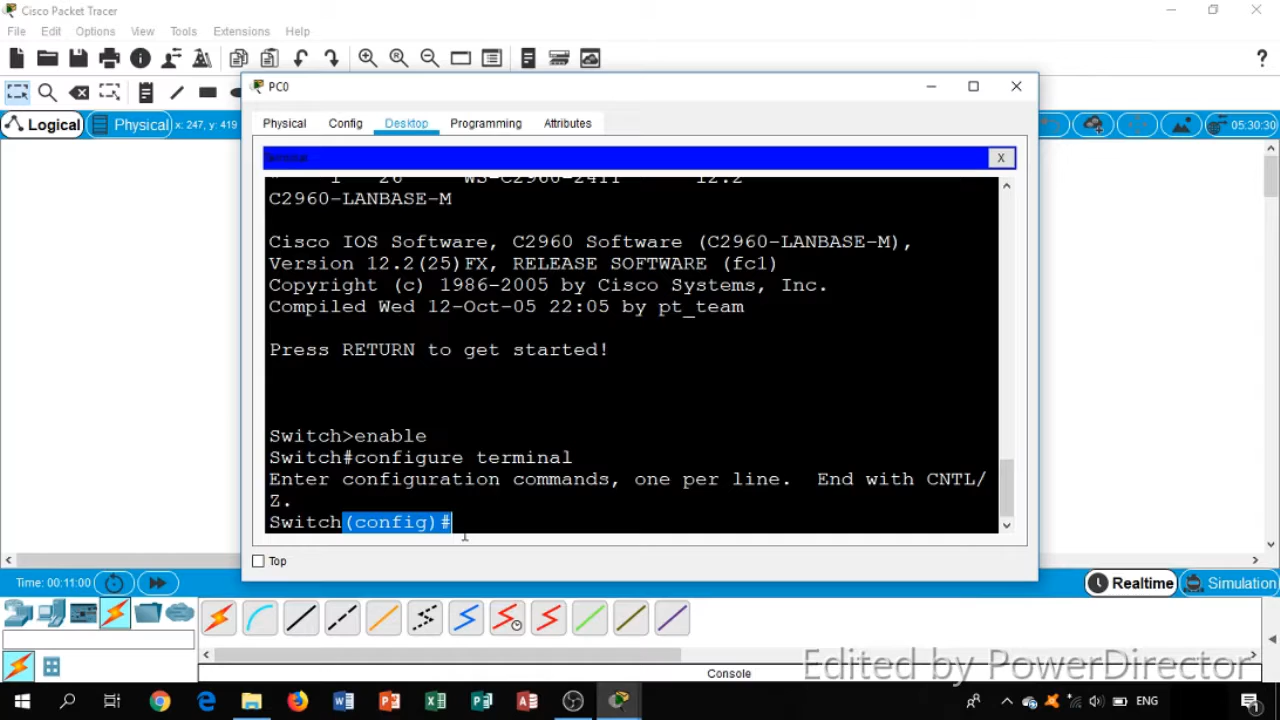 Cisco Packet Tracer
File Edit Options View Tools Extensions Help
?
PC0
Logical Physical x: 247, y: 419 05:30:30
Physical Config Desktop Programming Attributes
Terminal X
C2960-LANBASE-M
Cisco IOS Software, C2960 Software (C2960-LANBASE-M),
Version 12.2(25)FX, RELEASE SOFTWARE (fc1)
Copyright (c) 1986-2005 by Cisco Systems, Inc.
Compiled Wed 12-Oct-05 22:05 by pt_team
Press RETURN to get started!
Switch>enable
Switch#configure terminal
Enter configuration commands, one per line. End with CNTL/
Z.
Switch(config)#
Top
Time: 00:11:00 Realtime Simulation
Console
Edited by PowerDirector
ENG